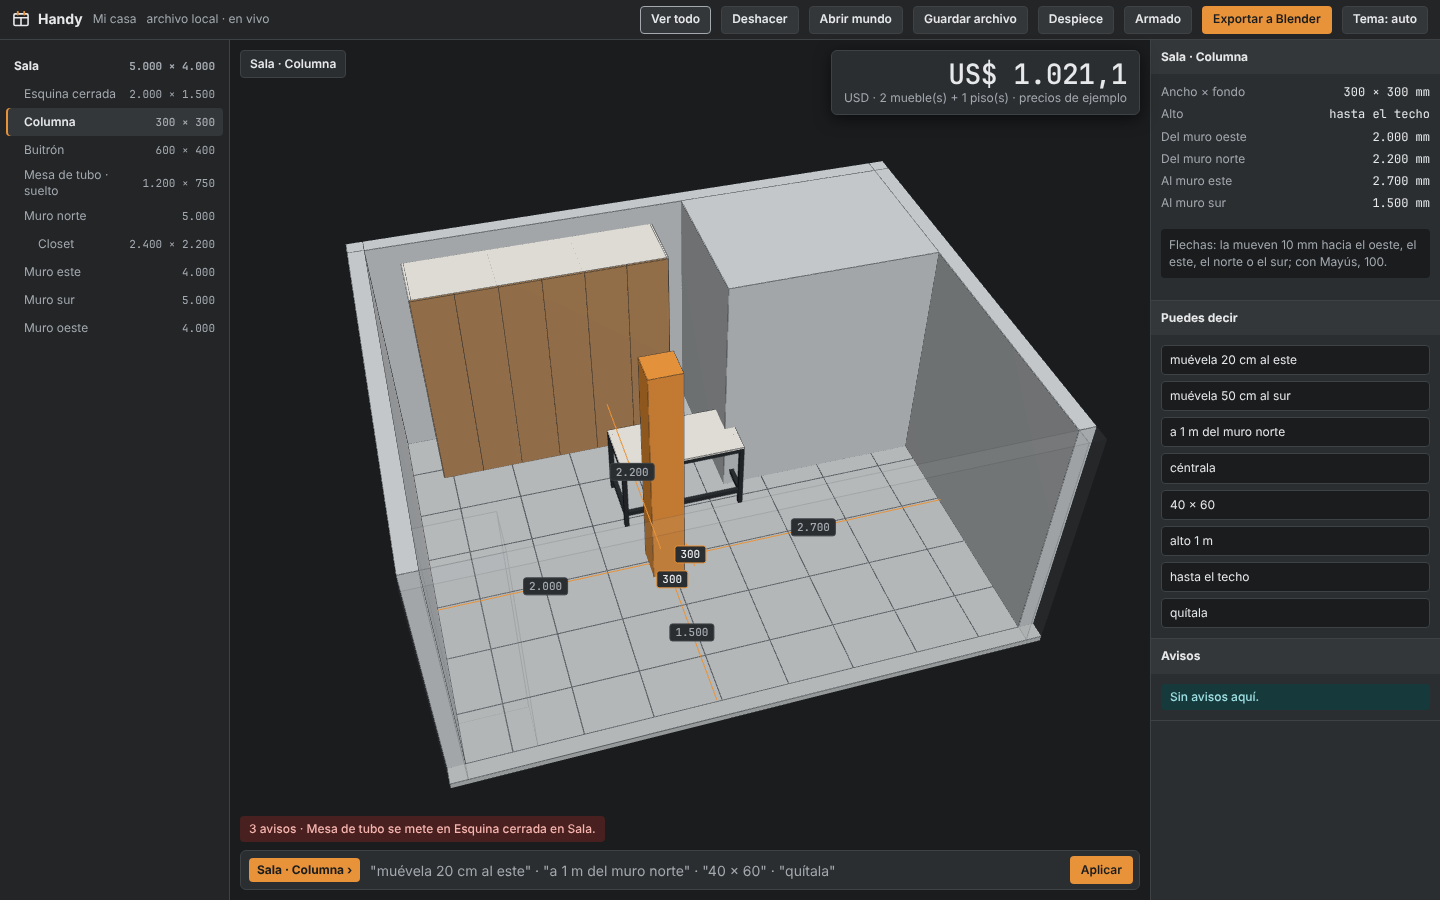 Handy Mi casa archivo local · en vivo
Ver todo Deshacer Abrir mundo Guardar archivo Despiece Armado Exportar a Blender Tema: auto
Sala 5.000 × 4.000
Esquina cerrada 2.000 × 1.500
Columna 300 × 300
Buitrón 600 × 400
Mesa de tubo ·
suelto 1.200 × 750
Muro norte 5.000
Closet 2.400 × 2.200
Muro este 4.000
Muro sur 5.000
Muro oeste 4.000
Sala · Columna
US$ 1.021,1
USD · 2 mueble(s) + 1 piso(s) · precios de ejemplo
2.200
2.700
300
300
2.000
1.500
3 avisos · Mesa de tubo se mete en Esquina cerrada en Sala.
Sala · Columna › "muévela 20 cm al este" · "a 1 m del muro norte" · "40 × 60" · "quítala" Aplicar
Sala · Columna
Ancho × fondo 300 × 300 mm
Alto hasta el techo
Del muro oeste 2.000 mm
Del muro norte 2.200 mm
Al muro este 2.700 mm
Al muro sur 1.500 mm
Flechas: la mueven 10 mm hacia el oeste, el
este, el norte o el sur; con Mayús, 100.
Puedes decir
muévela 20 cm al este
muévela 50 cm al sur
a 1 m del muro norte
céntrala
40 × 60
alto 1 m
hasta el techo
quítala
Avisos
Sin avisos aquí.